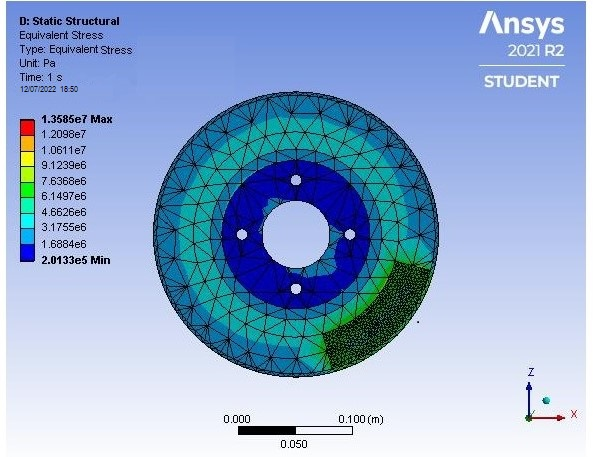 D: Static Structural
Equivalent Stress
Type: Equivalent Stress
Unit: Pa
Time: 1 s
12/07/2022 18:50
1.3585e7 Max
1.2098e7
1.0611e7
9.1239e6
7.6368e6
6.1497e6
4.6626e6
3.1755e6
1.6884e6
2.0133e5 Min
Ansys
2021 R2
STUDENT
0.000
0.100 (m)
0.050
Z
Y
X